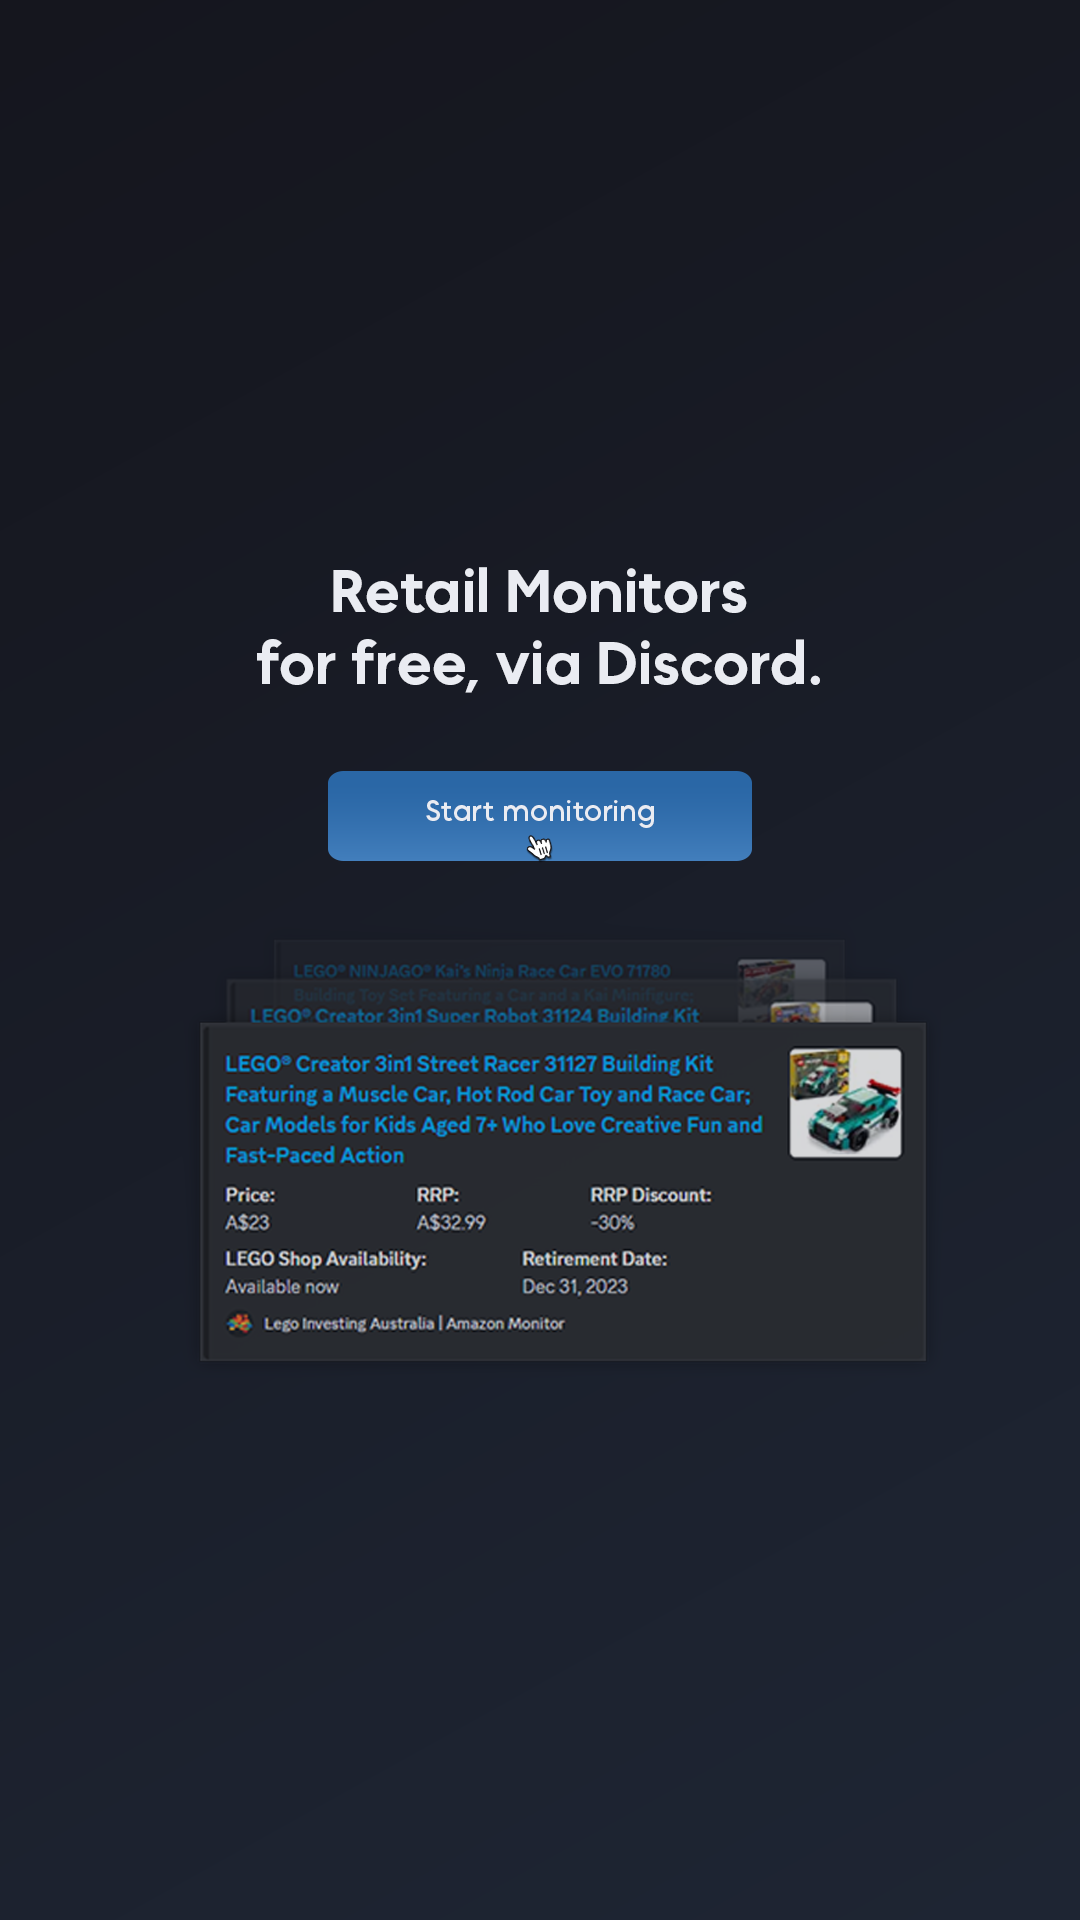 Retail Monitors
for free, via Discord.
Start monitoring
LEGO® NINJAGO® Kai's Ninja Race Car EVO 71780
Building Toy Set Featuring a Car and a Kai Minifigure;
LEGO® Creator 3in1 Super Robot 31124 Building Kit
LEGO® Creator 3in1 Street Racer 31127 Building Kit
Featuring a Muscle Car, Hot Rod Car Toy and Race Car;
Car Models for Kids Aged 7+ Who Love Creative Fun and
Fast-Paced Action
Price: RRP: RRP Discount:
A$23 A$32.99 -30%
LEGO Shop Availability: Retirement Date:
Available now Dec 31, 2023
Lego Investing Australia | Amazon Monitor